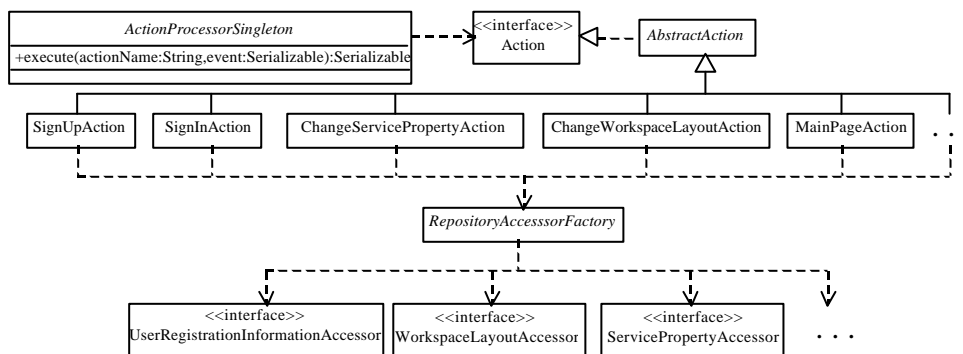 ActionProcessorSingleton
+execute(actionName:String,event:Serializable):Serializable
<<interface>>
Action
AbstractAction
SignUpAction
SignInAction
ChangeServicePropertyAction
ChangeWorkspaceLayoutAction
MainPageAction
. .
RepositoryAccesssorFactory
<<interface>>
UserRegistrationInformationAccessor
<<interface>>
WorkspaceLayoutAccessor
<<interface>>
ServicePropertyAccessor
. . .